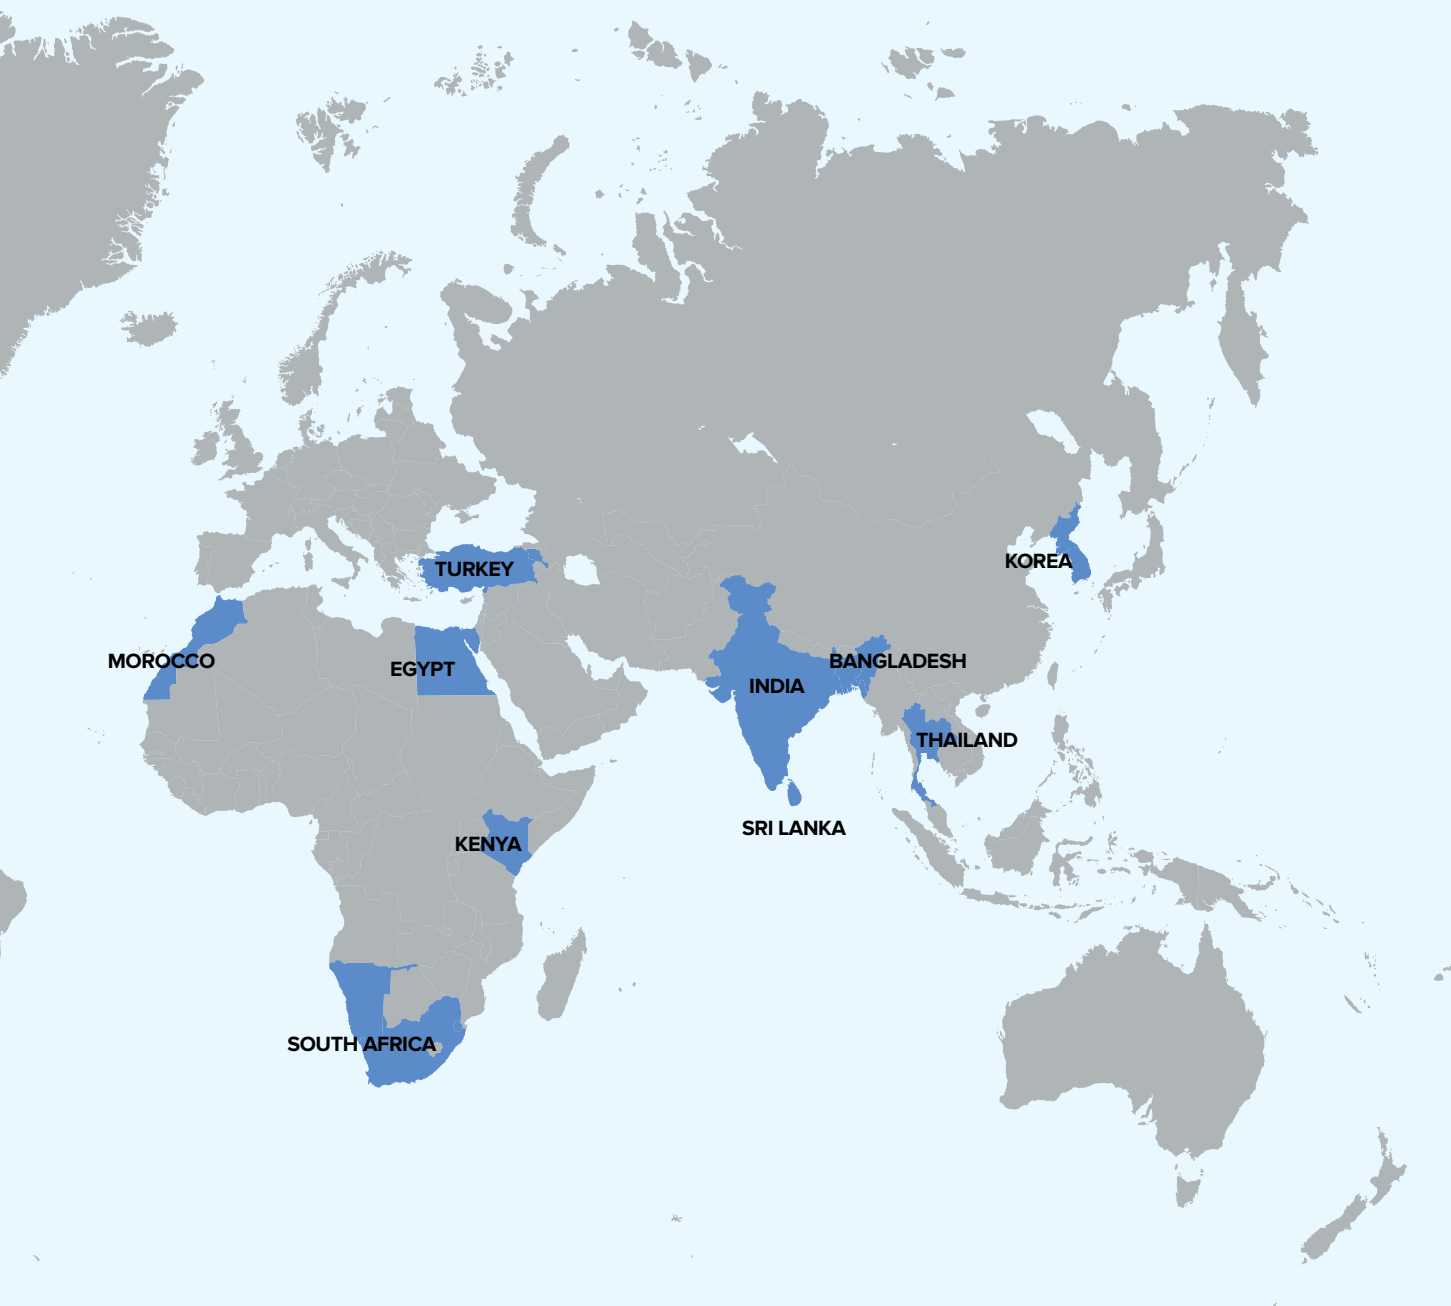 KOREA
TURKEY
MOROCCO
EGYPT
BANGLADESH
INDIA
THAILAND
SRI LANKA
KENYA
SOUTH AFRICA